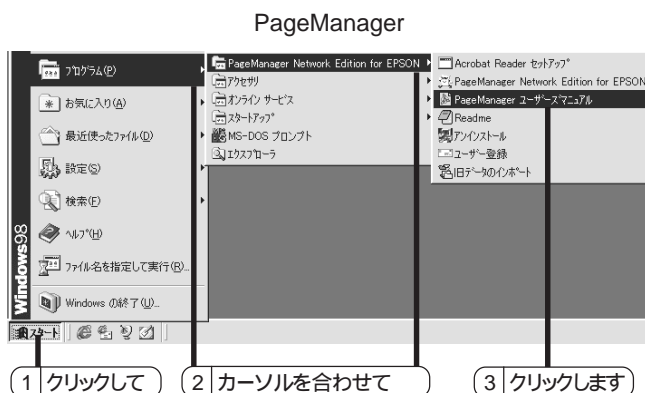 PageManager
プログラム(P)
お気に入り(A)
最近使ったファイル(D)
設定(S)
検索(F)
ヘルプ(H)
ファイル名を指定して実行(R)...
Windows の終了(U)...
Windows98
PageManager Network Edition for EPSON
アクセサリ
オンライン サービス
スタートアップ
MS-DOS プロンプト
エクスプローラ
Acrobat Reader セットアップ
PageManager Network Edition for EPSON
PageManager ユーザーズマニュアル
Readme
アンインストール
ユーザー登録
旧データのインポート
スタート
1 クリックして
2 カーソルを合わせて
3 クリックします